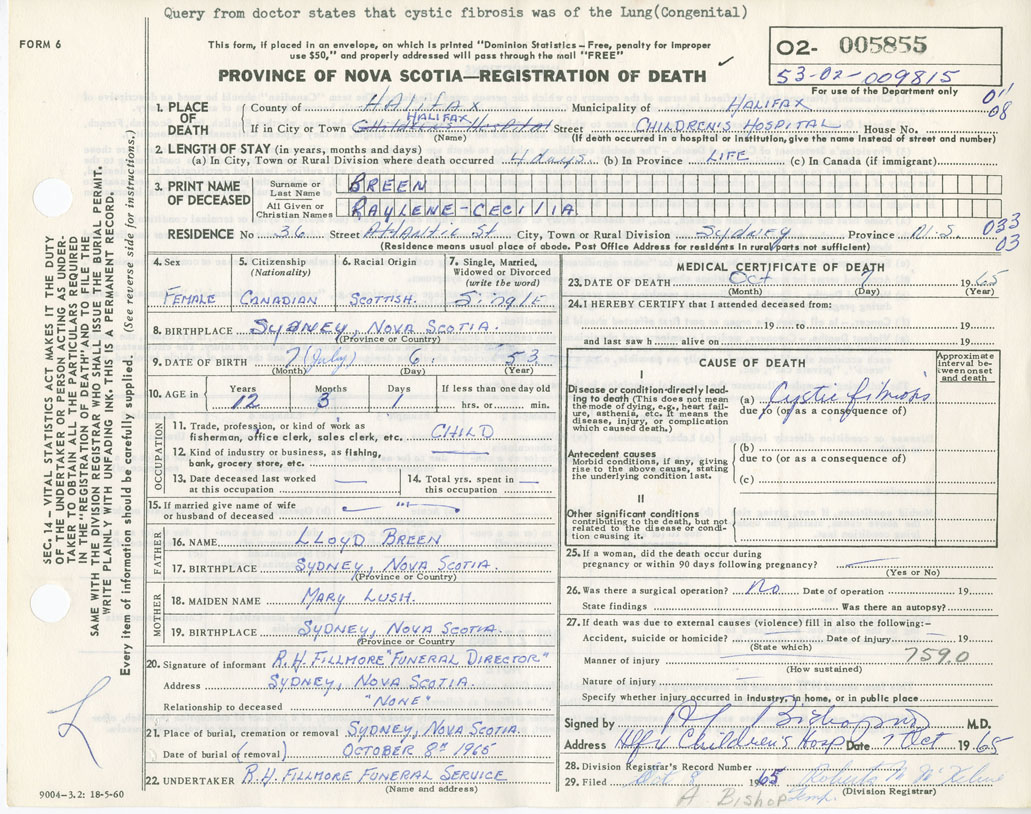 Query from doctor states that cystic fibrosis was of the Lung(Congenital)
FORM 6
This form, if placed in an envelope, on which is printed "Dominion Statistics – Free, penalty for improper
use $50," and properly addressed will pass through the mail "FREE"
O2- 005855
53-02-009815
PROVINCE OF NOVA SCOTIA—REGISTRATION OF DEATH
For use of the Department only
08
1. PLACE OF DEATH
County of HALIFAX Municipality of HALIFAX
If in City or Town Children's Hospital HALIFAX Street CHILDREN'S HOSPITAL House No.
(Name) (If death occurred in a hospital or institution, give the name instead of street and number)
2. LENGTH OF STAY (in years, months and days)
(a) In City, Town or Rural Division where death occurred 4 days (b) In Province LIFE (c) In Canada (if immigrant)
3. PRINT NAME OF DECEASED
Surname or Last Name BREEN
All Given or Christian Names RAYLENE-CECILIA
RESIDENCE No 36 Street Atlantic St City, Town or Rural Division Sydney Province N.S.
(Residence means usual place of abode. Post Office Address for residents in rural parts not sufficient)
033
03
4. Sex FEMALE
5. Citizenship (Nationality) CANADIAN
6. Racial Origin SCOTTISH.
7. Single, Married, Widowed or Divorced (write the word) Single
8. BIRTHPLACE SYDNEY, NOVA SCOTIA.
(Province or Country)
9. DATE OF BIRTH 7 (July) 6. 53.
(Month) (Day) (Year)
10. AGE in Years 12 Months 3 Days 1 If less than one day old hrs. or min.
OCCUPATION
11. Trade, profession, or kind of work as fisherman, office clerk, sales clerk, etc. CHILD
12. Kind of industry or business, as fishing, bank, grocery store, etc.
13. Date deceased last worked at this occupation
14. Total yrs. spent in this occupation
15. If married give name of wife or husband of deceased
FATHER
16. NAME LLOYD BREEN
17. BIRTHPLACE SYDNEY, NOVA SCOTIA.
(Province or Country)
MOTHER
18. MAIDEN NAME MARY LUSH.
19. BIRTHPLACE SYDNEY, NOVA SCOTIA.
(Province or Country)
20. Signature of informant R.H. FILLMORE "FUNERAL DIRECTOR"
Address SYDNEY, NOVA SCOTIA.
Relationship to deceased "NONE"
21. Place of burial, cremation or removal SYDNEY, NOVA SCOTIA.
Date of burial or (removal) OCTOBER 8th 1965
22. UNDERTAKER R.H. FILLMORE FUNERAL SERVICE
(Name and address)
9004–3.2: 18-5-60
MEDICAL CERTIFICATE OF DEATH
23. DATE OF DEATH Oct 7 1965
(Month) (Day) (Year)
24. I HEREBY CERTIFY that I attended deceased from:
19 to 19
and last saw h alive on 19
CAUSE OF DEATH
Approximate interval between onset and death
I
Disease or condition directly leading to death (This does not mean the mode of dying, e.g., heart failure, asthenia, etc. It means the disease, injury, or complication which caused death.)
(a) Cystic fibrosis
due to (or as a consequence of)
Antecedent causes
Morbid conditions, if any, giving rise to the above cause, stating the underlying condition last.
(b)
due to (or as a consequence of)
(c)
II
Other significant conditions
contributing to the death, but not related to the disease or condition causing it.
25. If a woman, did the death occur during pregnancy or within 90 days following pregnancy?
(Yes or No)
26. Was there a surgical operation? No. Date of operation 19
State findings Was there an autopsy?
27. If death was due to external causes (violence) fill in also the following:–
Accident, suicide or homicide? Date of injury 19
(State which)
759.0
Manner of injury
(How sustained)
Nature of injury
Specify whether injury occurred in industry, in home, or in public place
Signed by Bishop M.D.
Address Hfx Children's Hosp Date 7 Oct 1965
28. Division Registrar's Record Number
29. Filed Oct 8 1965 Roberta M
(Division Registrar)
A Bishop Temp.
SEC. 14 – VITAL STATISTICS ACT MAKES IT THE DUTY
OF THE UNDERTAKER OR PERSON ACTING AS UNDER-
TAKER TO OBTAIN ALL THE PARTICULARS REQUIRED
IN THE "REGISTRATION OF DEATH" AND TO FILE THE
SAME WITH THE DIVISION REGISTRAR WHO SHALL ISSUE THE BURIAL PERMIT.
WRITE PLAINLY WITH UNFADING INK – THIS IS A PERMANENT RECORD.
Every item of information should be carefully supplied. (See reverse side for instructions.)